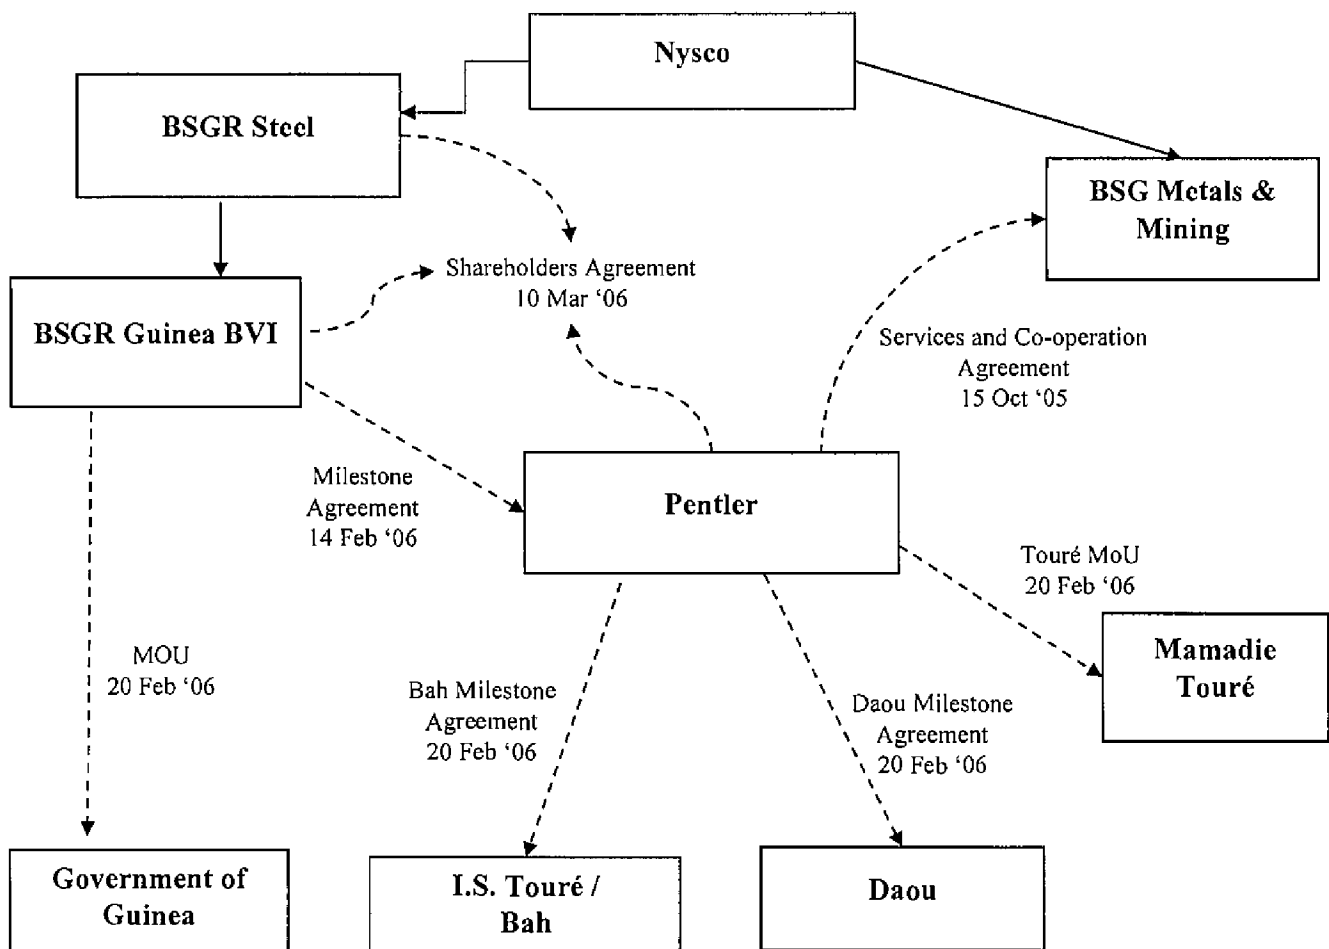 Nysco
BSGR Steel
BSG Metals &
Mining
Shareholders Agreement
10 Mar ‘06
BSGR Guinea BVI
Services and Co-operation
Agreement
15 Oct ‘05
Milestone
Agreement
14 Feb ‘06
Pentler
Touré MoU
20 Feb ‘06
MOU
20 Feb ‘06
Bah Milestone
Agreement
20 Feb ‘06
Daou Milestone
Agreement
20 Feb ‘06
Mamadie
Touré
Government of
Guinea
I.S. Touré /
Bah
Daou